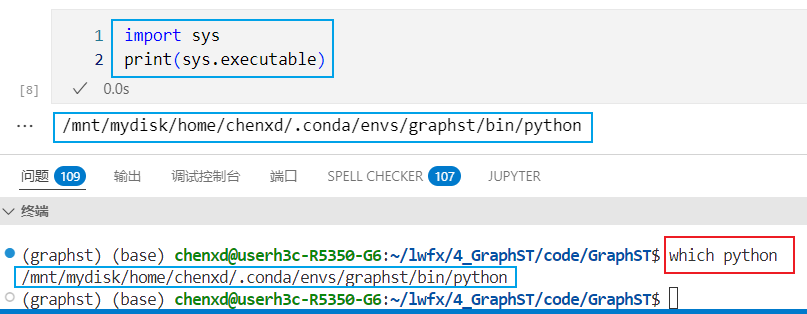 1 import sys
2 print(sys.executable)
[8] 0.0s
... /mnt/mydisk/home/chenxd/.conda/envs/graphst/bin/python
问题 109 输出 调试控制台 端口 SPELL CHECKER 107 JUPYTER
终端
(graphst) (base) chenxd@userh3c-R5350-G6:~/lwfx/4_GraphST/code/GraphST$ which python
/mnt/mydisk/home/chenxd/.conda/envs/graphst/bin/python
(graphst) (base) chenxd@userh3c-R5350-G6:~/lwfx/4_GraphST/code/GraphST$